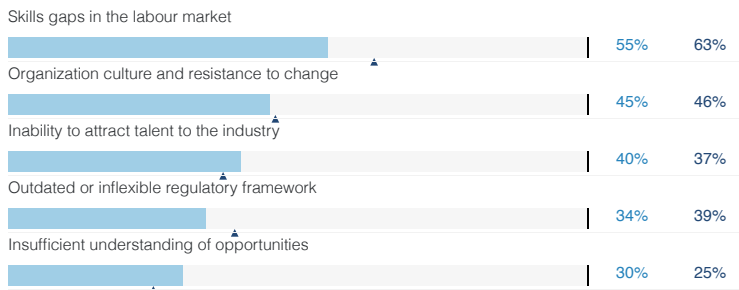 Skills gaps in the labour market
55% 63%
Organization culture and resistance to change
45% 46%
Inability to attract talent to the industry
40% 37%
Outdated or inflexible regulatory framework
34% 39%
Insufficient understanding of opportunities
30% 25%